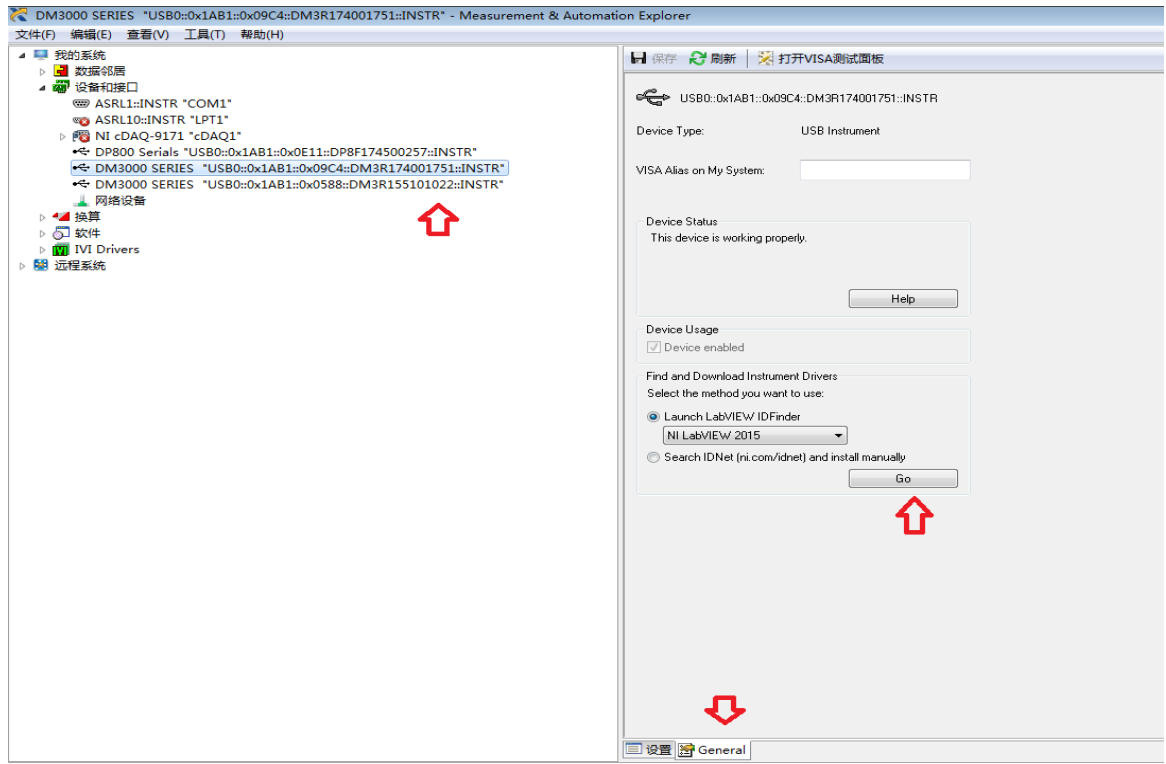 DM3000 SERIES "USB0::0x1AB1::0x09C4::DM3R174001751::INSTR" - Measurement & Automation Explorer
文件(F) 编辑(E) 查看(V) 工具(T) 帮助(H)
我的系统
数据邻居
设备和接口
ASRL1::INSTR "COM1"
ASRL10::INSTR "LPT1"
NI cDAQ-9171 "cDAQ1"
DP800 Serials "USB0::0x1AB1::0x0E11::DP8F174500257::INSTR"
DM3000 SERIES "USB0::0x1AB1::0x09C4::DM3R174001751::INSTR"
DM3000 SERIES "USB0::0x1AB1::0x0588::DM3R155101022::INSTR"
网络设备
换算
软件
IVI Drivers
远程系统
保存 刷新 打开VISA测试面板
USB0::0x1AB1::0x09C4::DM3R174001751::INSTR
Device Type: USB Instrument
VISA Alias on My System:
Device Status
This device is working properly.
Help
Device Usage
Device enabled
Find and Download Instrument Drivers
Select the method you want to use:
Launch LabVIEW IDFinder
NI LabVIEW 2015
Search IDNet (ni.com/idnet) and install manually
Go
设置 General